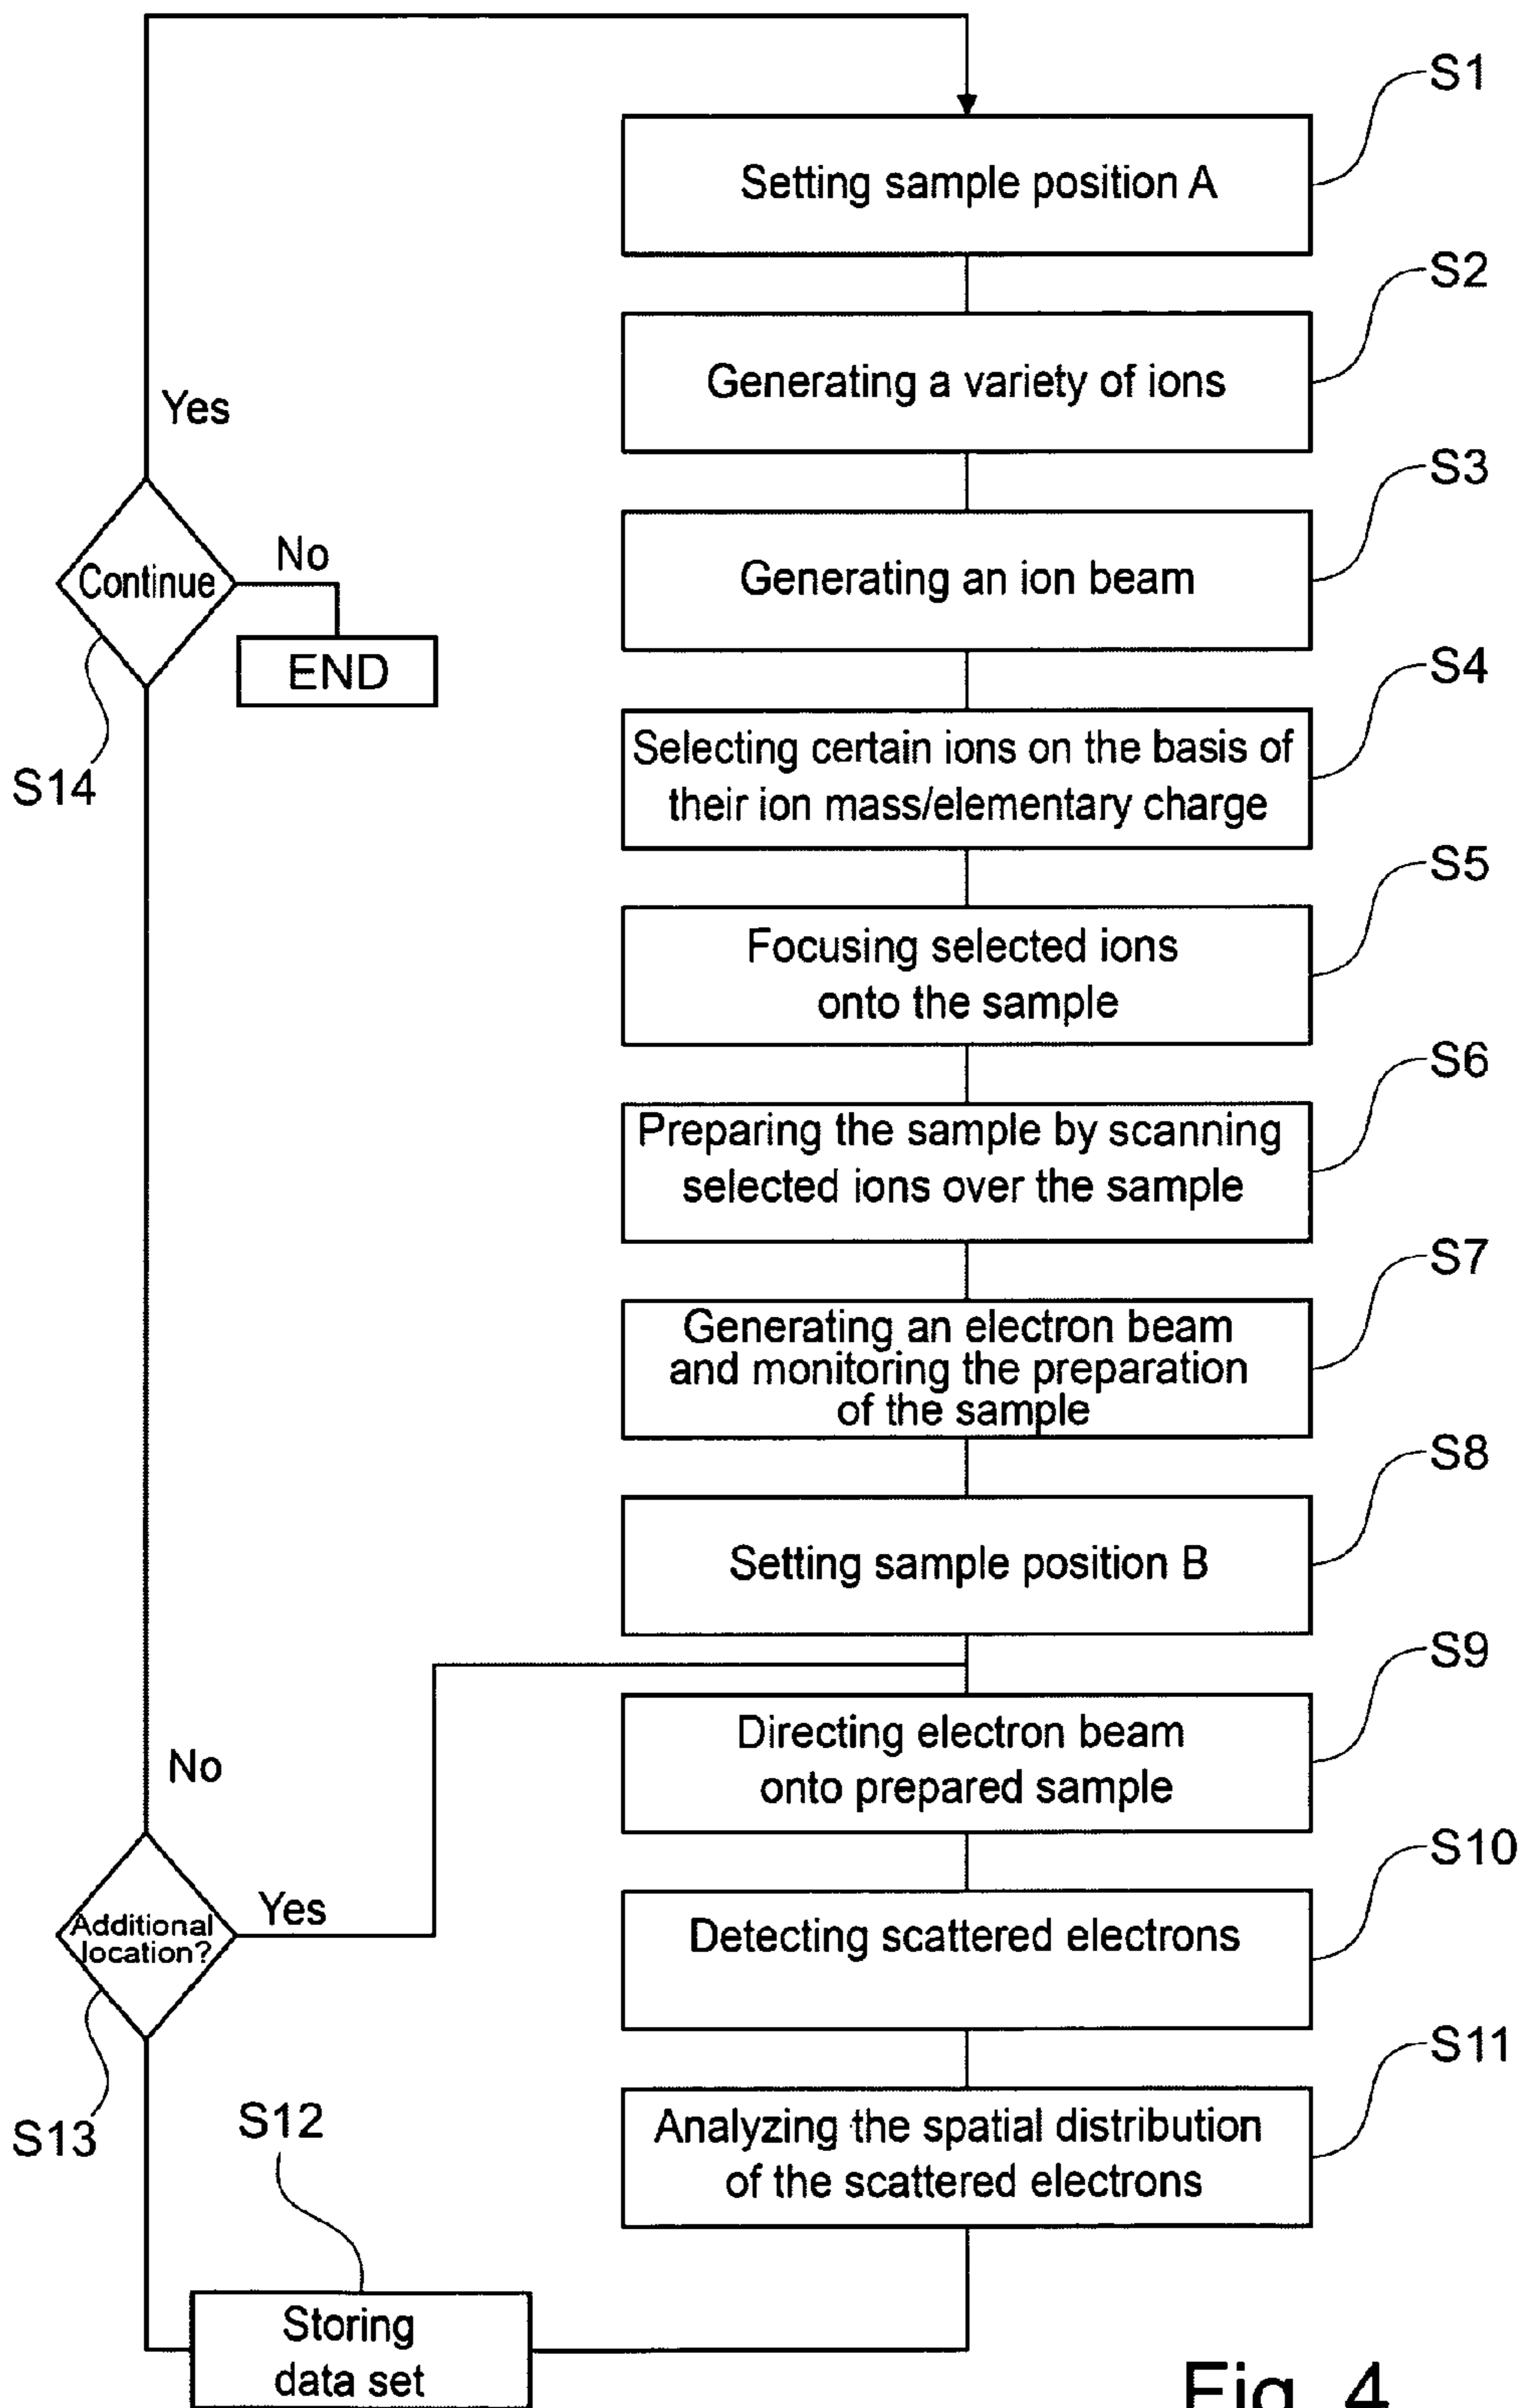 S1
Setting sample position A
S2
Generating a variety of ions
Yes
S3
Generating an ion beam
Continue
No
END
S14
S4
Selecting certain ions on the basis of
their ion mass/elementary charge
S5
Focusing selected ions
onto the sample
S6
Preparing the sample by scanning
selected ions over the sample
S7
Generating an electron beam
and monitoring the preparation
of the sample
S8
Setting sample position B
S9
Directing electron beam
onto prepared sample
No
Additional
location?
Yes
S13
S10
Detecting scattered electrons
S11
Analyzing the spatial distribution
of the scattered electrons
S12
Storing
data set
Fig. 4